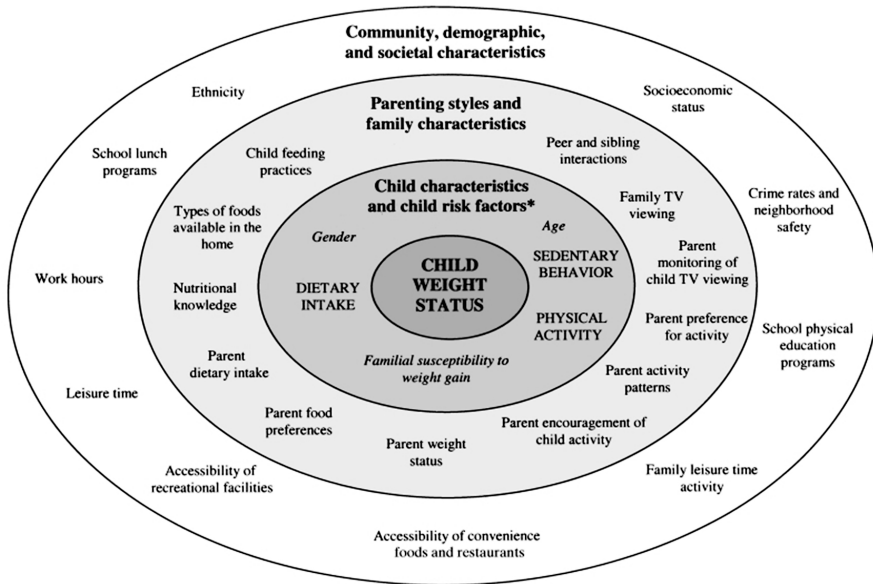 Community, demographic,
and societal characteristics
Ethnicity
Socioeconomic
status
Parenting styles and
family characteristics
School lunch
programs
Child feeding
practices
Peer and sibling
interactions
Child characteristics
and child risk factors*
Types of foods
available in the
home
Family TV
viewing
Crime rates and
neighborhood
safety
Gender
Age
CHILD
WEIGHT
STATUS
SEDENTARY
BEHAVIOR
Parent
monitoring of
child TV viewing
Work hours
Nutritional
knowledge
DIETARY
INTAKE
PHYSICAL
ACTIVITY
Parent preference
for activity
School physical
education
programs
Familial susceptibility to
weight gain
Parent
dietary intake
Parent activity
patterns
Leisure time
Parent food
preferences
Parent weight
status
Parent encouragement of
child activity
Accessibility of
recreational facilities
Family leisure time
activity
Accessibility of convenience
foods and restaurants